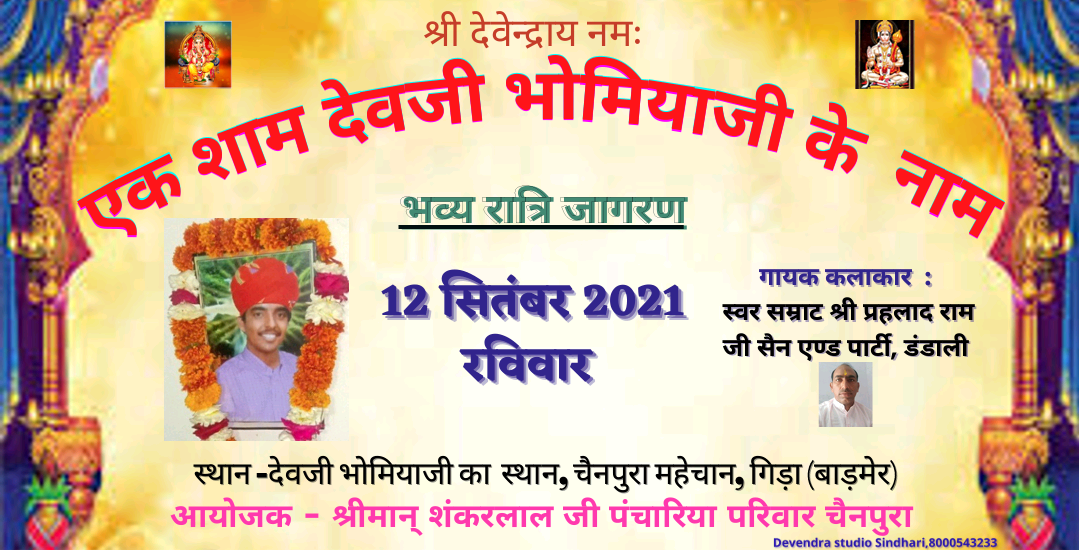 श्री देवेन्द्राय नमः
एक शाम देवजी भोमियाजी के नाम
भव्य रात्रि जागरण
12 सितंबर 2021
रविवार
गायक कलाकार :
स्वर सम्राट श्री प्रहलाद राम
जी सैन एण्ड पार्टी, डंडाली
स्थान -देवजी भोमियाजी का स्थान, चैनपुरा महेचान, गिड़ा (बाड़मेर)
आयोजक - श्रीमान् शंकरलाल जी पंचारिया परिवार चैनपुरा
Devendra studio Sindhari,8000543233